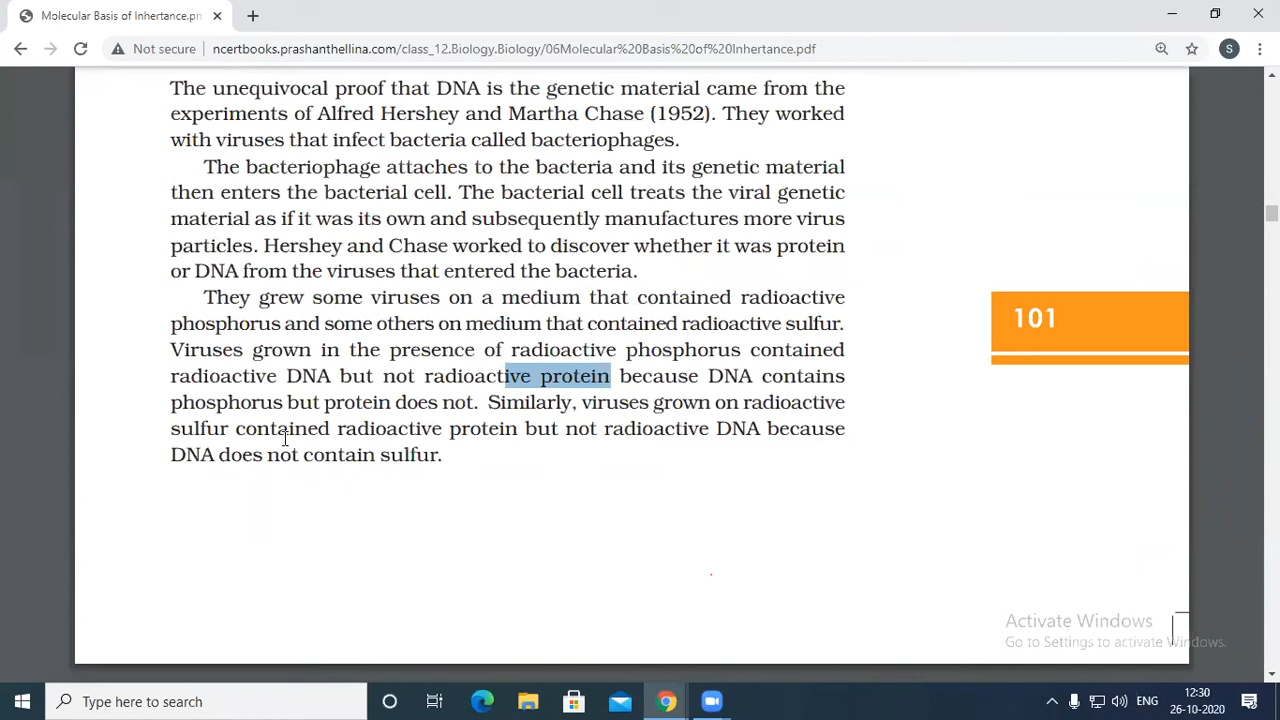 Molecular Basis of Inhertance.pm
Not secure
ncertbooks.prashanthellina.com/class_12.Biology.Biology/06Molecular%20Basis%20of%20Inhertance.pdf
S
The unequivocal proof that DNA is the genetic material came from the
experiments of Alfred Hershey and Martha Chase (1952). They worked
with viruses that infect bacteria called bacteriophages.
The bacteriophage attaches to the bacteria and its genetic material
then enters the bacterial cell. The bacterial cell treats the viral genetic
material as if it was its own and subsequently manufactures more virus
particles. Hershey and Chase worked to discover whether it was protein
or DNA from the viruses that entered the bacteria.
They grew some viruses on a medium that contained radioactive
phosphorus and some others on medium that contained radioactive sulfur.
Viruses grown in the presence of radioactive phosphorus contained
radioactive DNA but not radioactive protein because DNA contains
phosphorus but protein does not. Similarly, viruses grown on radioactive
sulfur contained radioactive protein but not radioactive DNA because
DNA does not contain sulfur.
101
Activate Windows
Go to Settings to activate Windows.
Type here to search
ENG
12:30
26-10-2020